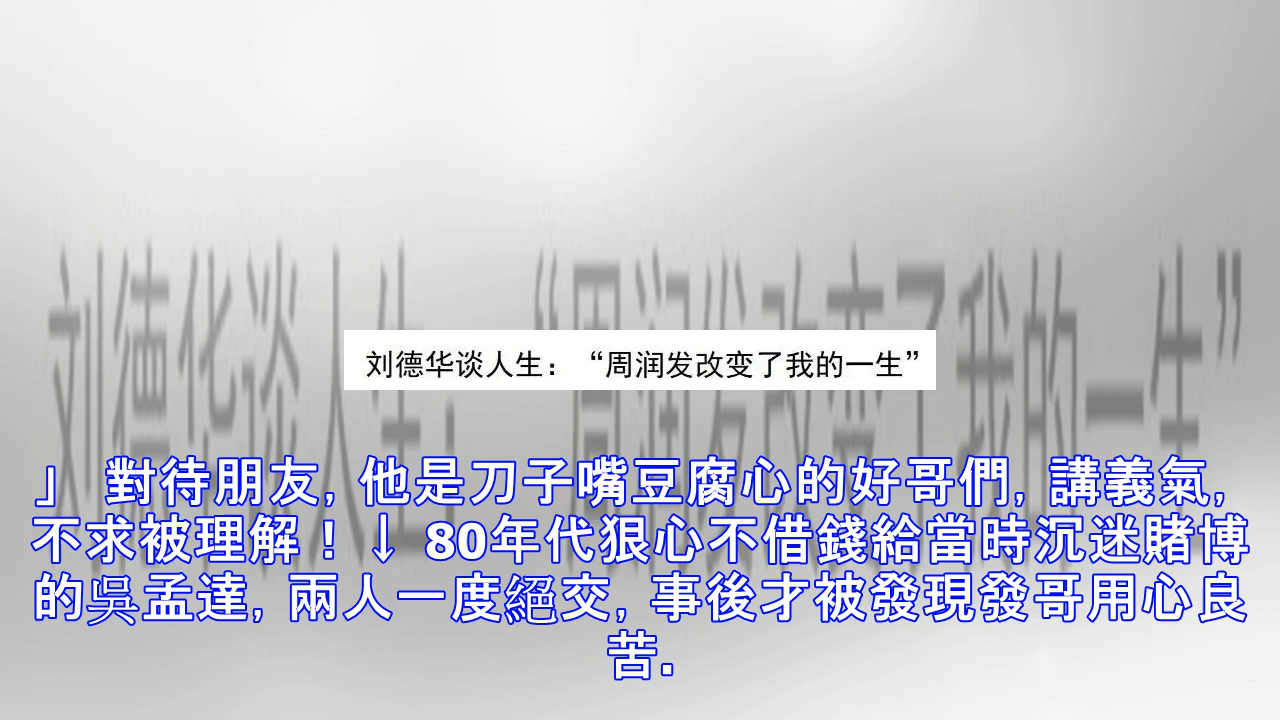 刘德华谈人生：“周润发改变了我的一生”
刘德华谈人生：“周润发改变了我的一生”
」 對待朋友, 他是刀子嘴豆腐心的好哥們, 講義氣,
不求被理解！↓ 80年代狠心不借錢給當時沉迷賭博
的吳孟達, 兩人一度絕交, 事後才被發現發哥用心良
苦.